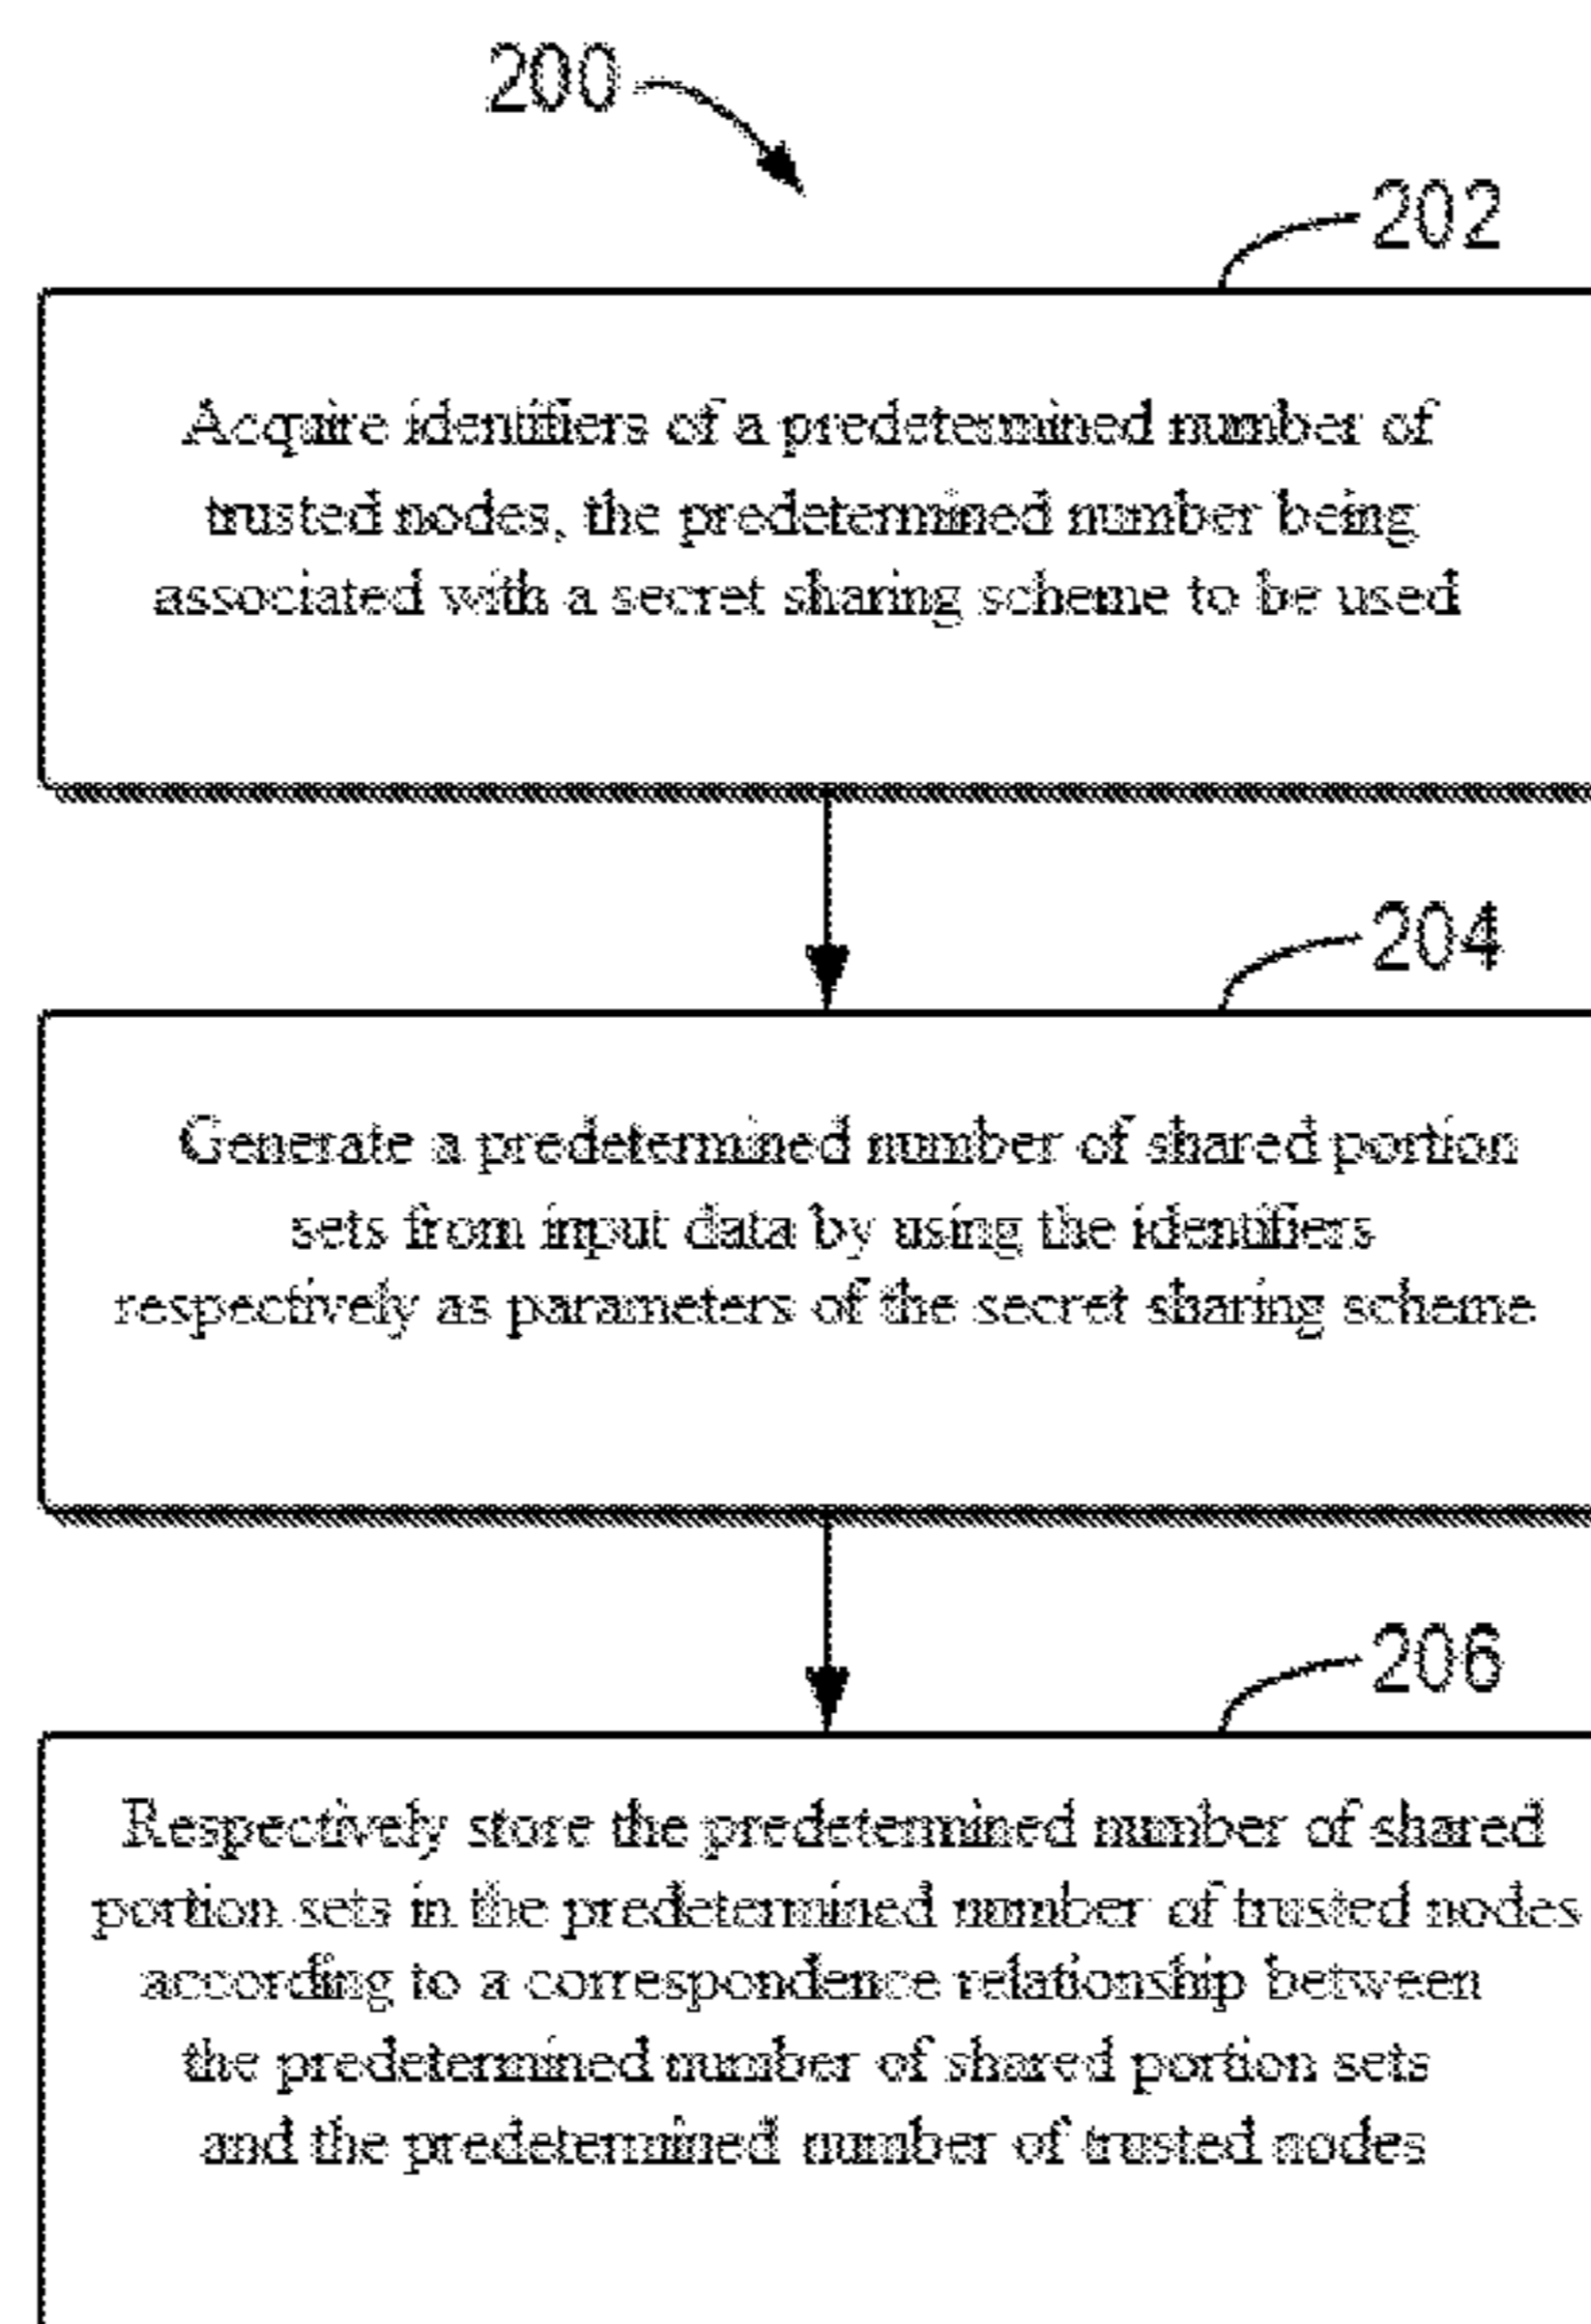 200
202
Acquire identifiers of a predetermined number of
trusted nodes, the predetermined number being
associated with a secret sharing scheme to be used
204
Generate a predetermined number of shared portion
sets from input data by using the identifiers
respectively as parameters of the secret sharing scheme
206
Respectively store the predetermined number of shared
portion sets in the predetermined number of trusted nodes
according to a correspondence relationship between
the predetermined number of shared portion sets
and the predetermined number of trusted nodes